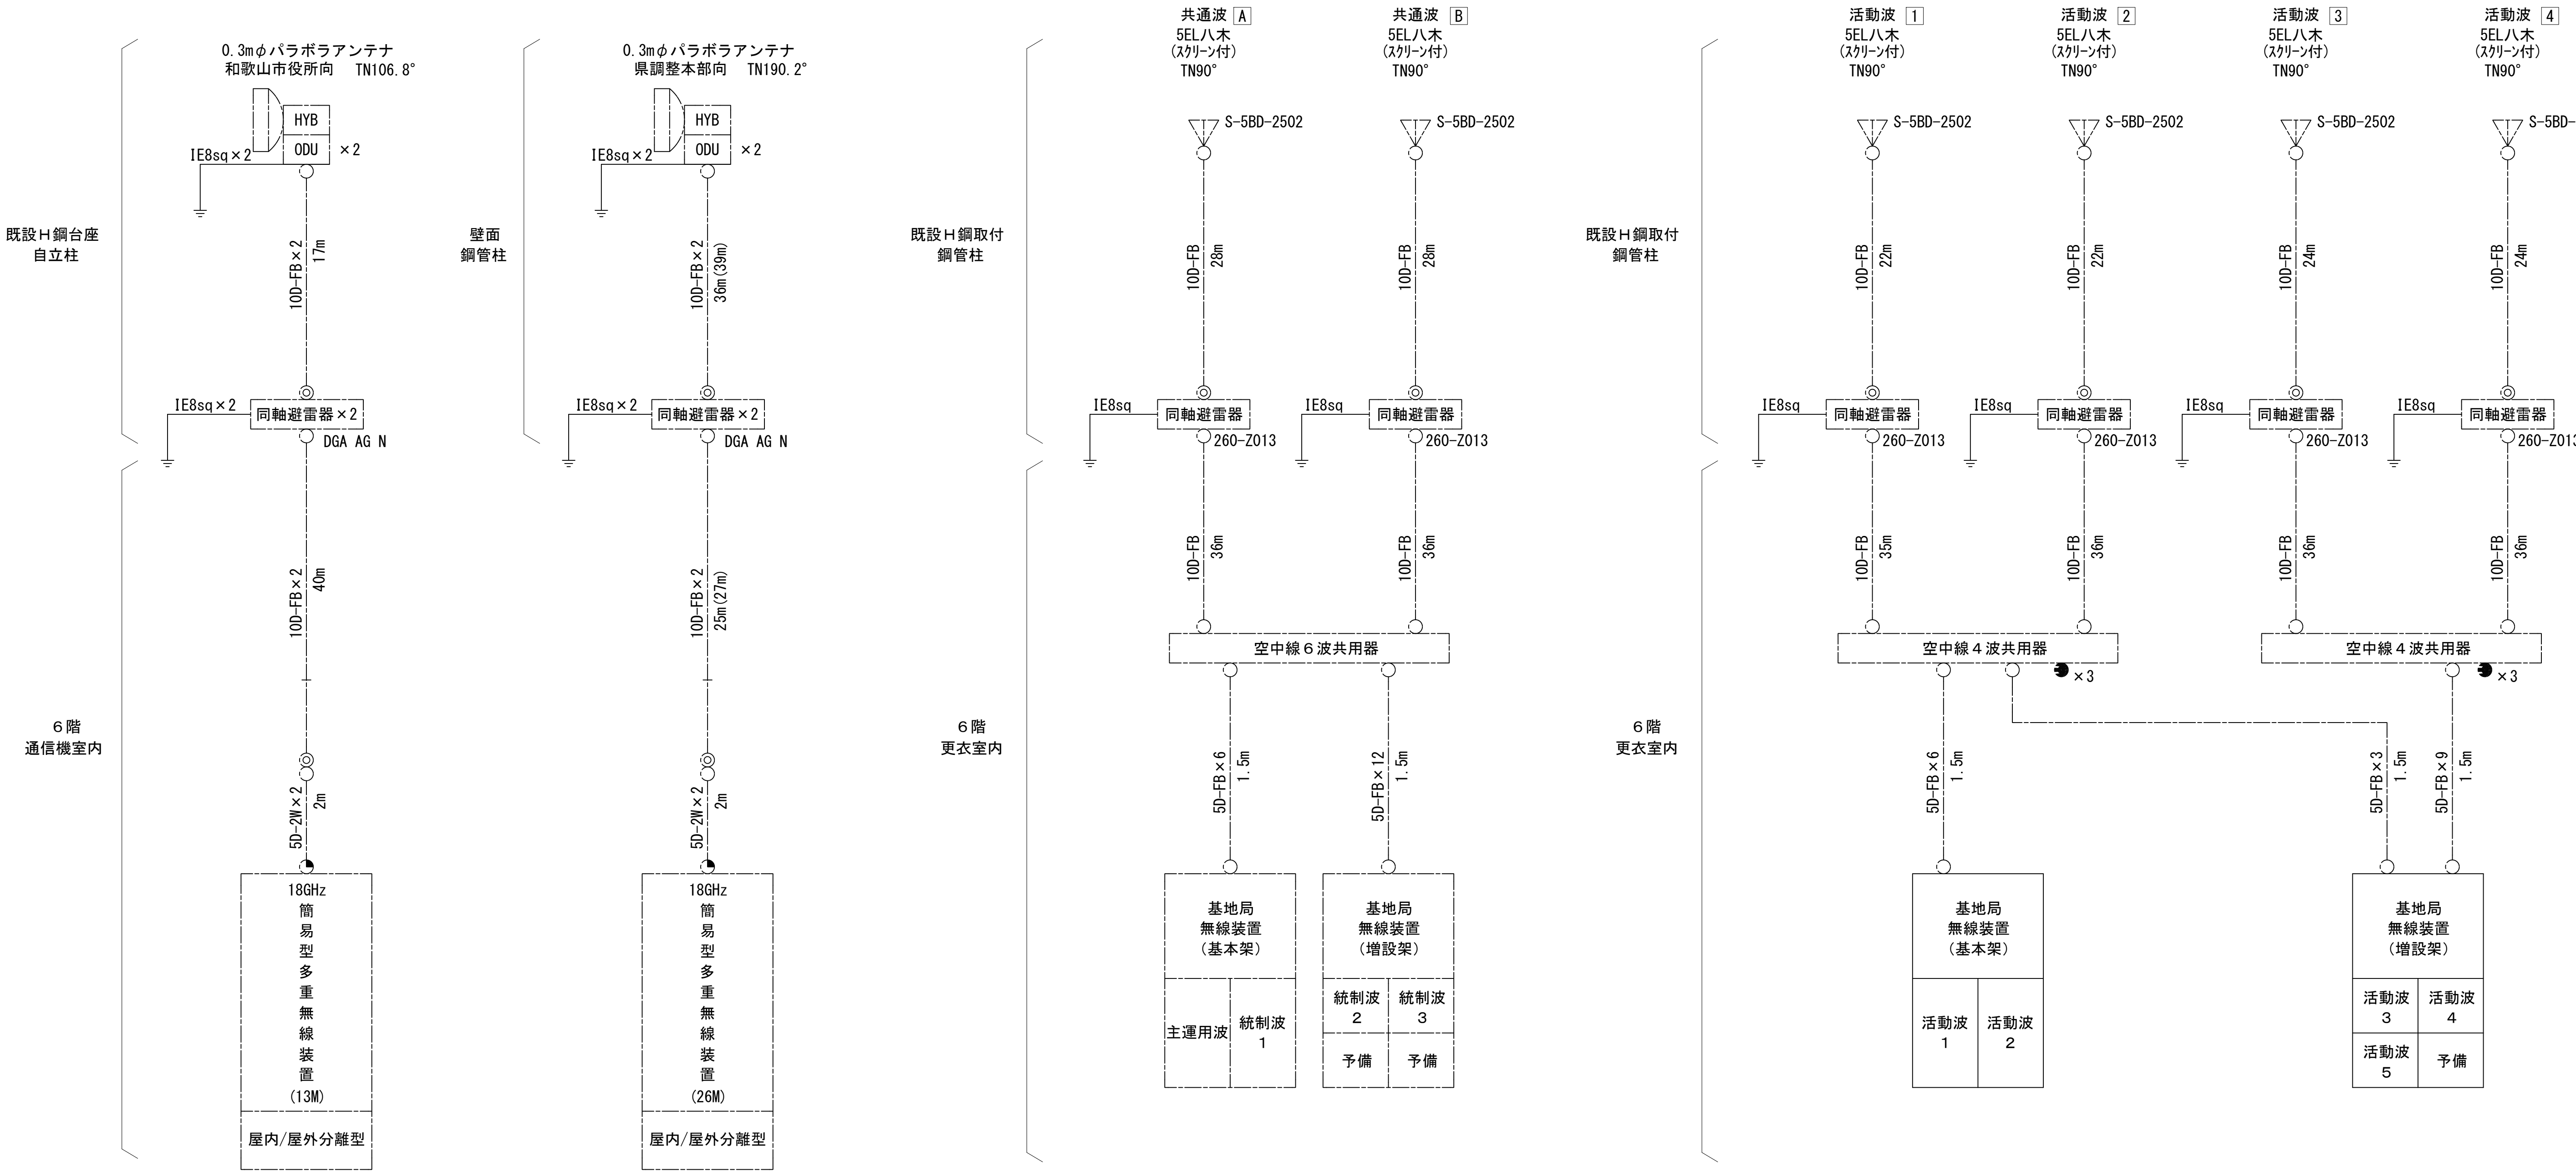 0.3mφパラボラアンテナ
和歌山市役所向 TN106.8°
HYB
ODU
×2
IE8sq×2
既設H鋼台座
自立柱
10D-FB×2
17m
IE8sq×2
同軸避雷器×2
DGA AG N
10D-FB×2
40m
6階
通信機室内
5D-2W×2
2m
18GHz
簡易型多重無線装置
(13M)
屋内/屋外分離型
0.3mφパラボラアンテナ
県調整本部向 TN190.2°
HYB
ODU
×2
IE8sq×2
壁面
鋼管柱
10D-FB×2
36m(39m)
IE8sq×2
同軸避雷器×2
DGA AG N
10D-FB×2
25m(27m)
5D-2W×2
2m
18GHz
簡易型多重無線装置
(26M)
屋内/屋外分離型
共通波 A
5EL八木
(スクリーン付)
TN90°
S-5BD-2502
共通波 B
5EL八木
(スクリーン付)
TN90°
S-5BD-2502
既設H鋼取付
鋼管柱
10D-FB
28m
10D-FB
28m
IE8sq
同軸避雷器
260-Z013
IE8sq
同軸避雷器
260-Z013
10D-FB
36m
10D-FB
36m
空中線6波共用器
6階
更衣室内
5D-FB×6
1.5m
5D-FB×12
1.5m
基地局
無線装置
(基本架)
主運用波
統制波
1
基地局
無線装置
(増設架)
統制波
2
統制波
3
予備
予備
活動波 1
5EL八木
(スクリーン付)
TN90°
S-5BD-2502
活動波 2
5EL八木
(スクリーン付)
TN90°
S-5BD-2502
活動波 3
5EL八木
(スクリーン付)
TN90°
S-5BD-2502
活動波 4
5EL八木
(スクリーン付)
TN90°
S-5BD-
既設H鋼取付
鋼管柱
10D-FB
22m
10D-FB
22m
10D-FB
24m
10D-FB
24m
IE8sq
同軸避雷器
260-Z013
IE8sq
同軸避雷器
260-Z013
IE8sq
同軸避雷器
260-Z013
IE8sq
同軸避雷器
260-Z013
10D-FB
35m
10D-FB
36m
10D-FB
36m
10D-FB
36m
空中線4波共用器
×3
空中線4波共用器
×3
6階
更衣室内
5D-FB×6
1.5m
5D-FB×3
1.5m
5D-FB×9
1.5m
基地局
無線装置
(基本架)
活動波
1
活動波
2
基地局
無線装置
(増設架)
活動波
3
活動波
4
活動波
5
予備